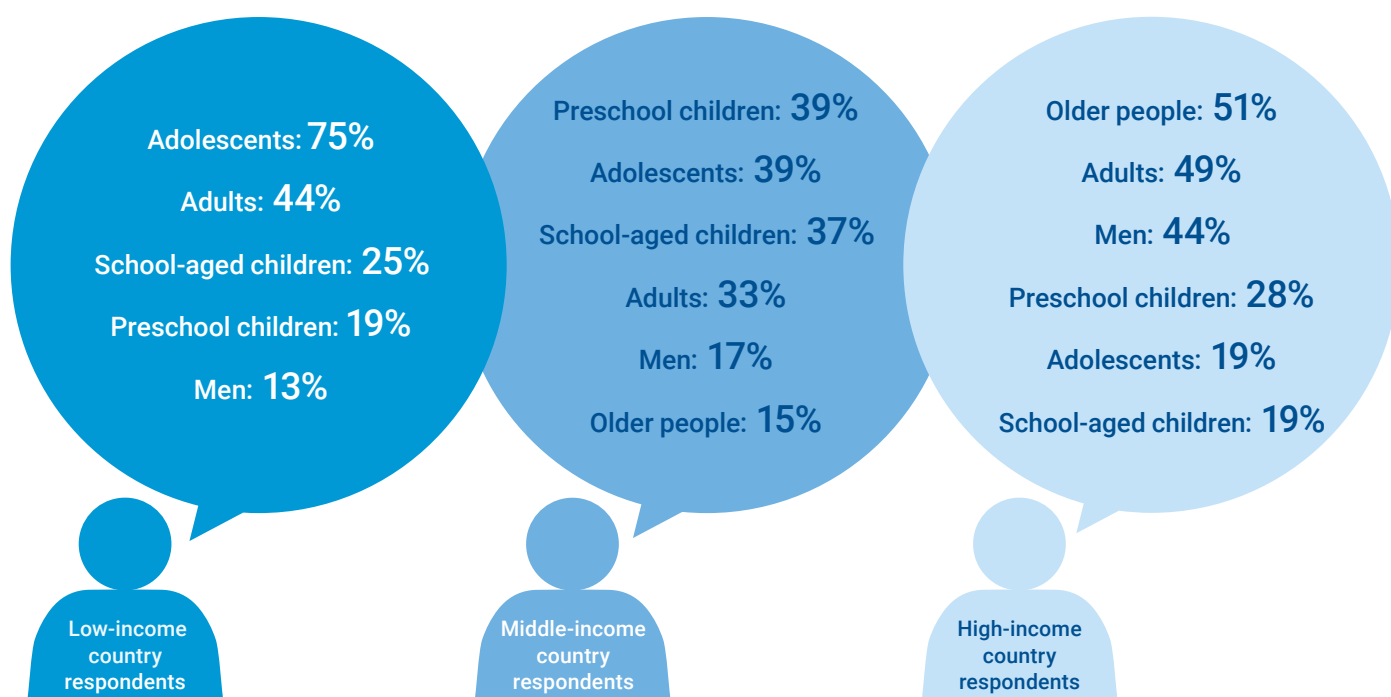 Adolescents: 75%
Adults: 44%
School-aged children: 25%
Preschool children: 19%
Men: 13%
Low-income
country
respondents
Preschool children: 39%
Adolescents: 39%
School-aged children: 37%
Adults: 33%
Men: 17%
Older people: 15%
Middle-income
country
respondents
Older people: 51%
Adults: 49%
Men: 44%
Preschool children: 28%
Adolescents: 19%
School-aged children: 19%
High-income
country
respondents